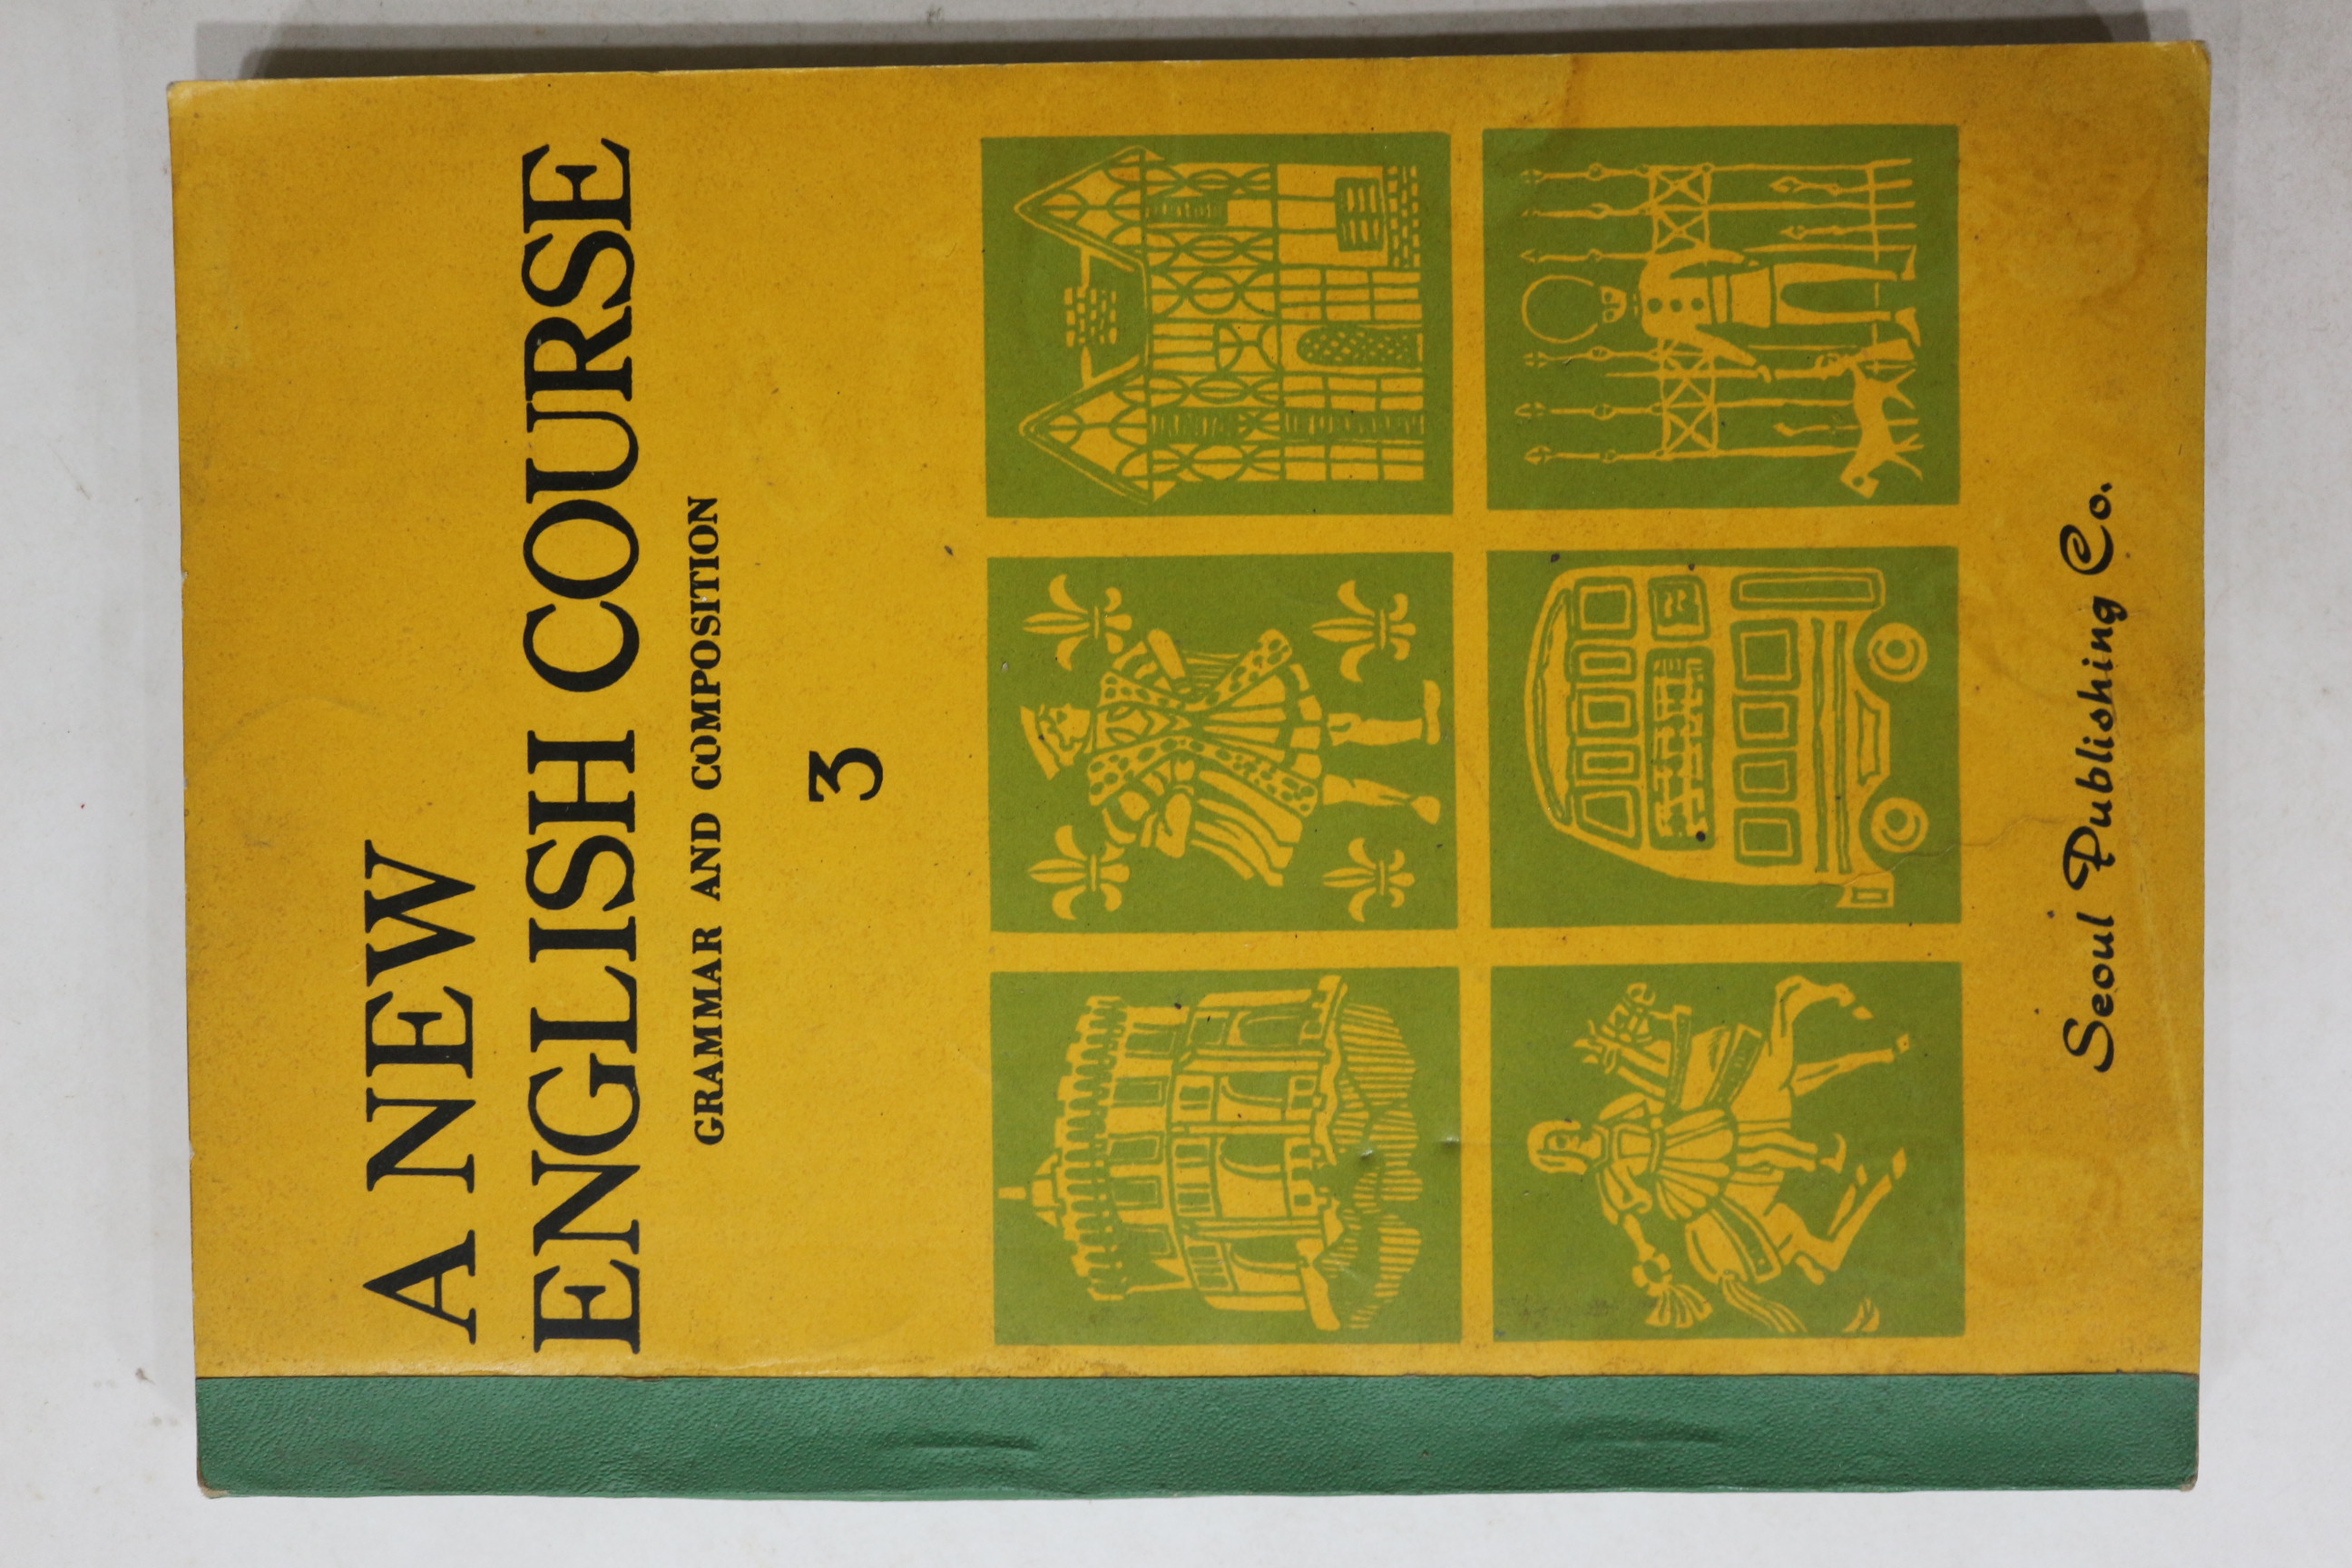 A NEW
ENGLISH COURSE
GRAMMAR AND COMPOSITION
3
Seoul Publishing Co.